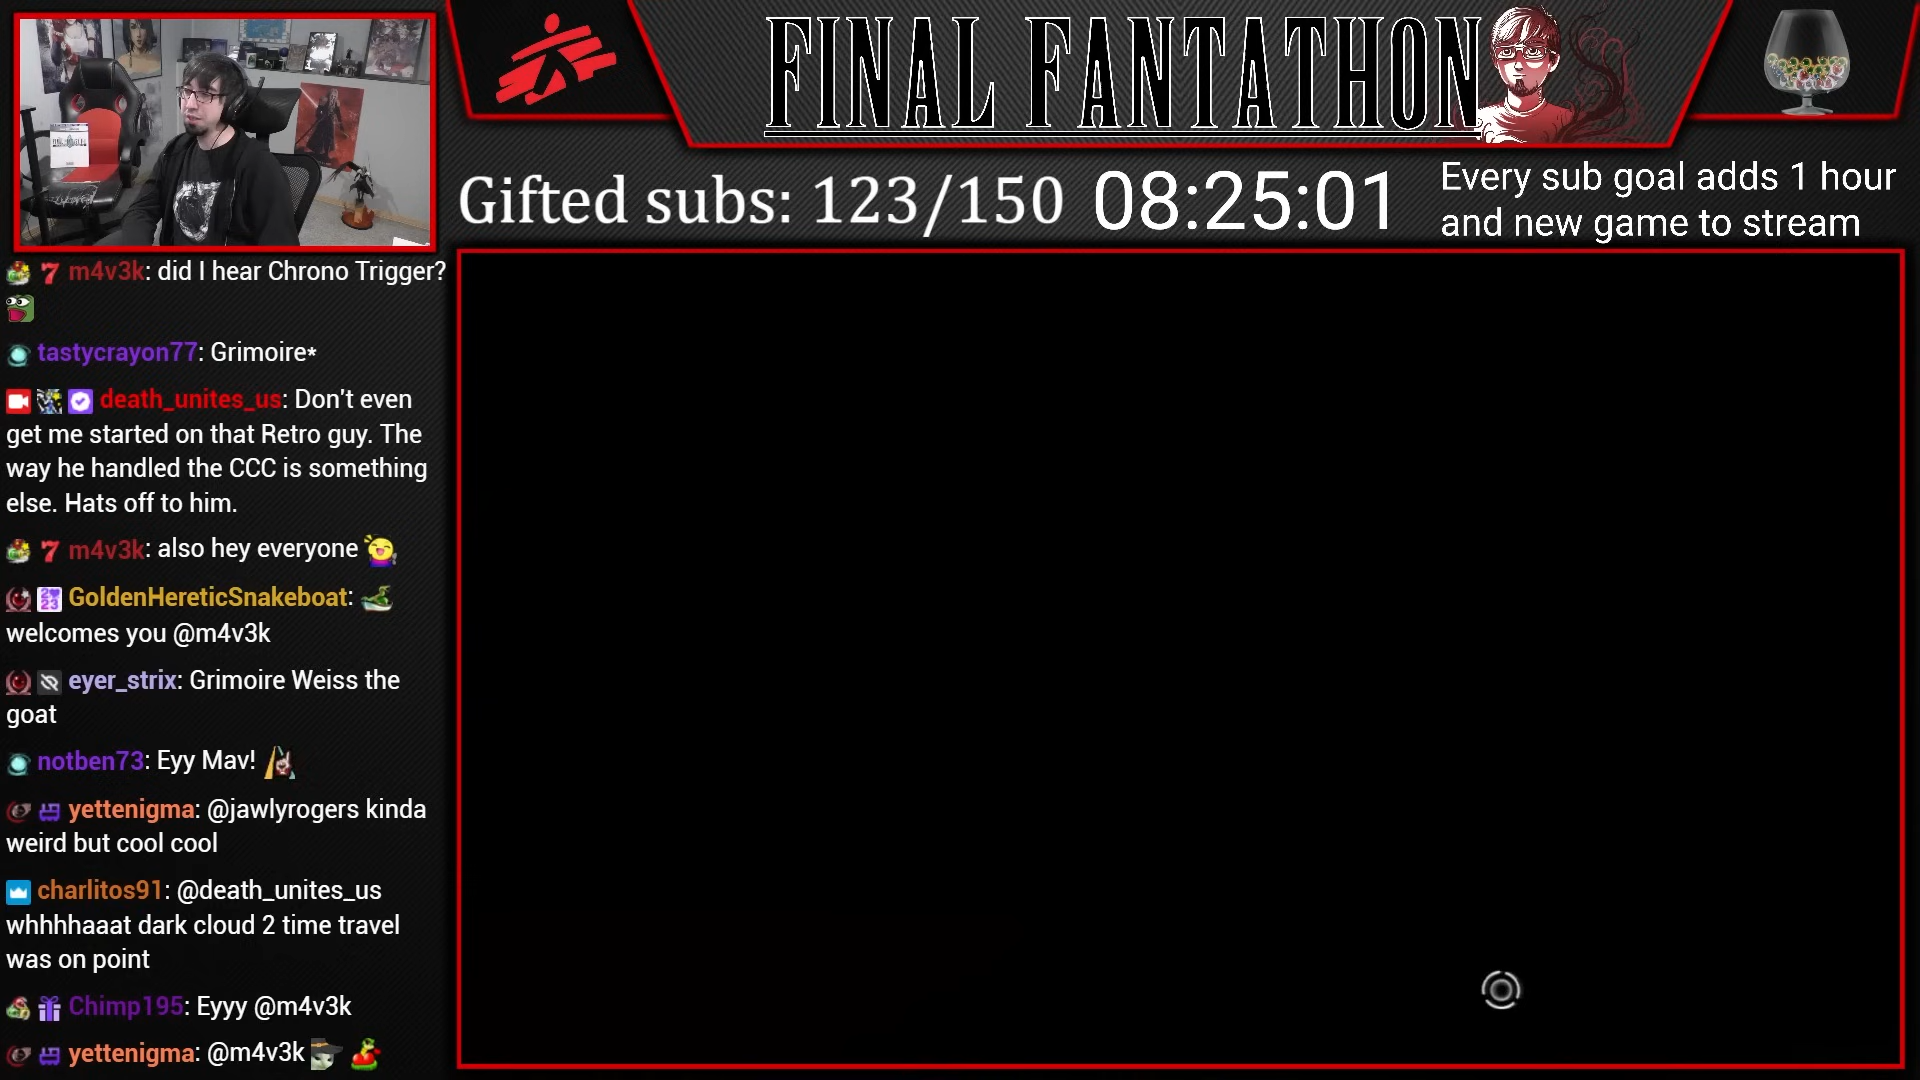 FINAL FANTATHON
Gifted subs: 123/150
08:25:01
Every sub goal adds 1 hour
and new game to stream
7 m4v3k: did I hear Chrono Trigger?
tastycrayon77: Grimoire*
death_unites_us: Don't even
get me started on that Retro guy. The
way he handled the CCC is something
else. Hats off to him.
7 m4v3k: also hey everyone
GoldenHereticSnakeboat:
welcomes you @m4v3k
eyer_strix: Grimoire Weiss the
goat
notben73: Eyy Mav!
yettenigma: @jawlyrogers kinda
weird but cool cool
charlitos91: @death_unites_us
whhhhaaat dark cloud 2 time travel
was on point
Chimp195: Eyyy @m4v3k
yettenigma: @m4v3k